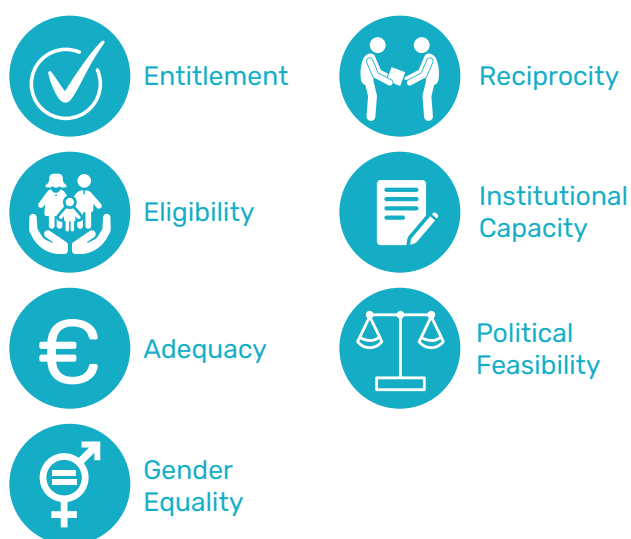 Entitlement
Eligibility
€
Adequacy
Gender
Equality
Reciprocity
Institutional
Capacity
Political
Feasibility